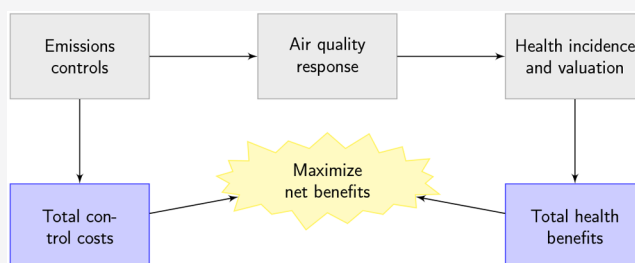 Emissions
controls
Air quality
response
Health incidence
and valuation
Maximize
net benefits
Total con-
trol costs
Total health
benefits